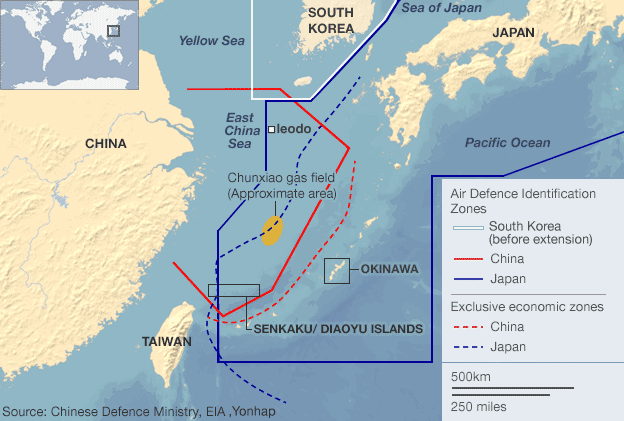 SOUTH
KOREA
Sea of Japan
JAPAN
Yellow Sea
East
China
Sea
Ieodo
CHINA
Pacific Ocean
Chunxiao gas field
(Approximate area)
OKINAWA
SENKAKU/ DIAOYU ISLANDS
TAIWAN
Air Defence Identification
Zones
South Korea
(before extension)
China
Japan
Exclusive economic zones
China
Japan
500km
250 miles
Source: Chinese Defence Ministry, EIA ,Yonhap